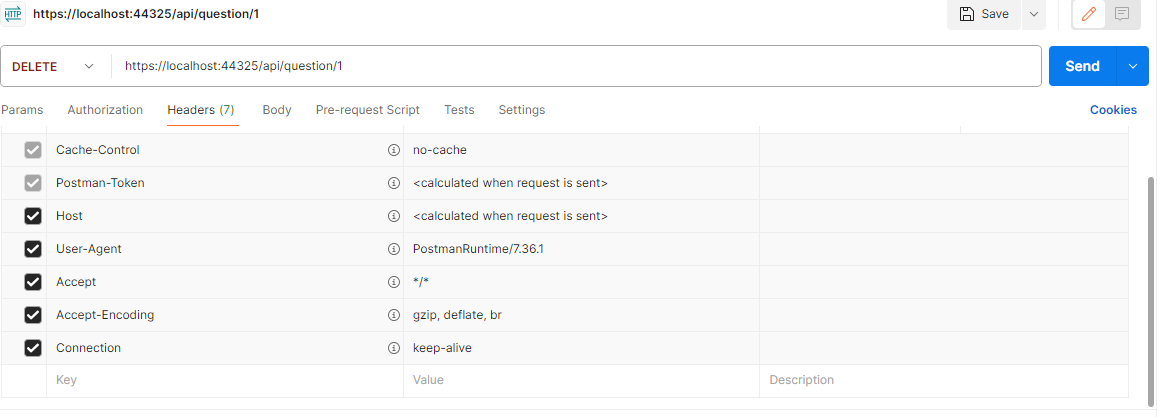 HTTP https://localhost:44325/api/question/1 Save
DELETE https://localhost:44325/api/question/1 Send
Params Authorization Headers (7) Body Pre-request Script Tests Settings Cookies
Cache-Control no-cache
Postman-Token <calculated when request is sent>
Host <calculated when request is sent>
User-Agent PostmanRuntime/7.36.1
Accept */*
Accept-Encoding gzip, deflate, br
Connection keep-alive
Key Value Description